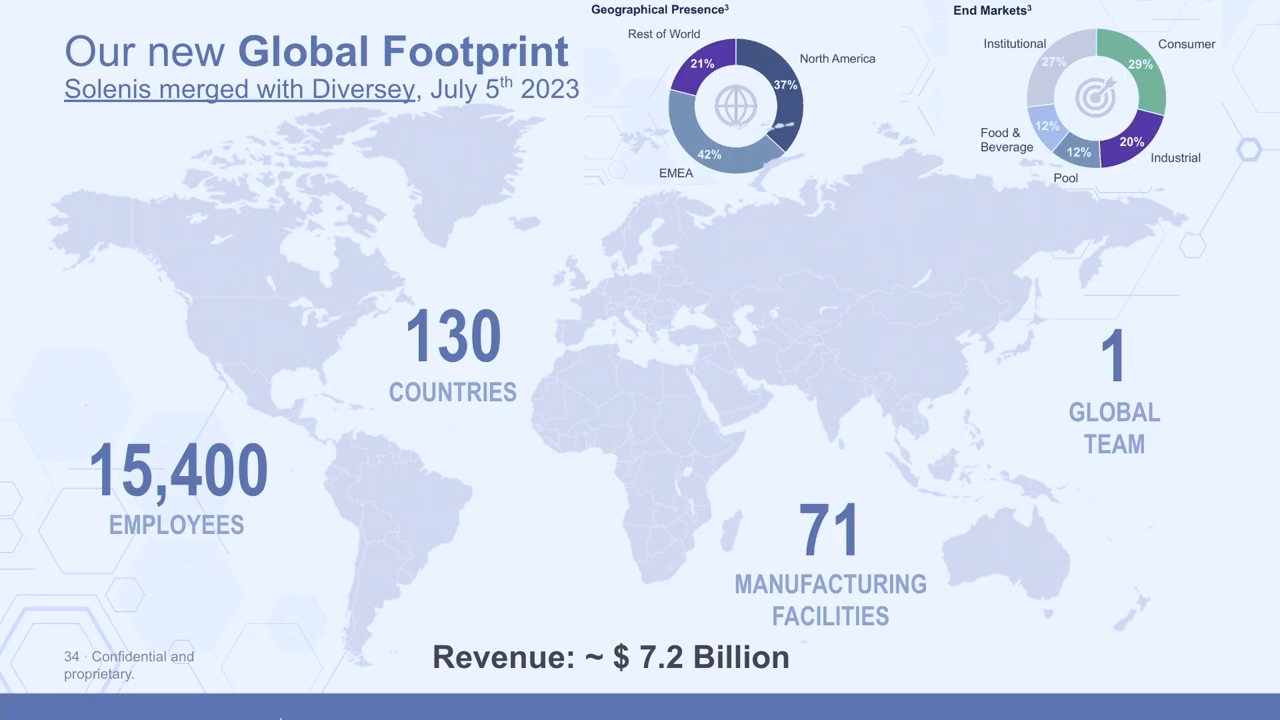 Our new Global Footprint
Solenis merged with Diversey, July 5th 2023
Geographical Presence3
Rest of World
21%
North America
37%
42%
EMEA
End Markets3
Institutional
27%
Consumer
29%
Food &
Beverage
12%
12%
Pool
20%
Industrial
130
COUNTRIES
1
GLOBAL
TEAM
15,400
EMPLOYEES
71
MANUFACTURING
FACILITIES
Revenue: ~ $ 7.2 Billion
34 · Confidential and
proprietary.